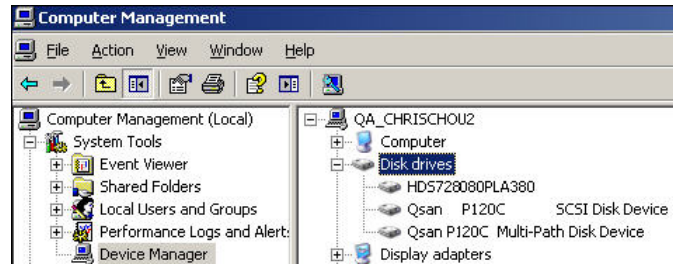 Computer Management
File Action View Window Help
Computer Management (Local)
System Tools
Event Viewer
Shared Folders
Local Users and Groups
Performance Logs and Alert:
Device Manager
QA_CHRISCHOU2
Computer
Disk drives
HDS728080PLA380
Qsan P120C SCSI Disk Device
Qsan P120C Multi-Path Disk Device
Display adapters